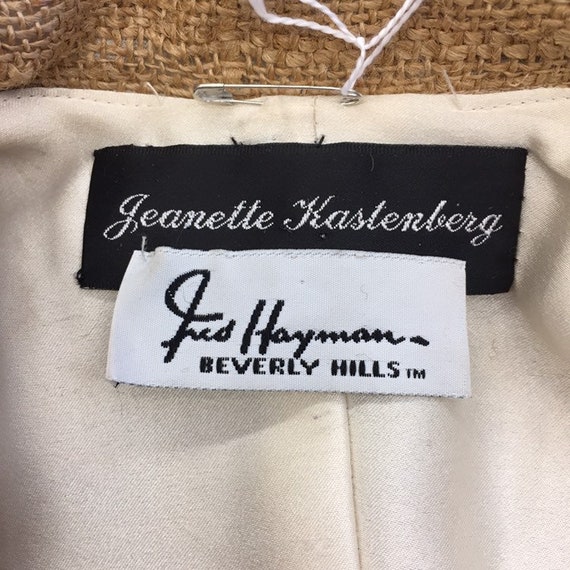 Jeanette Kastenberg
Fred Hayman
BEVERLY HILLS TM